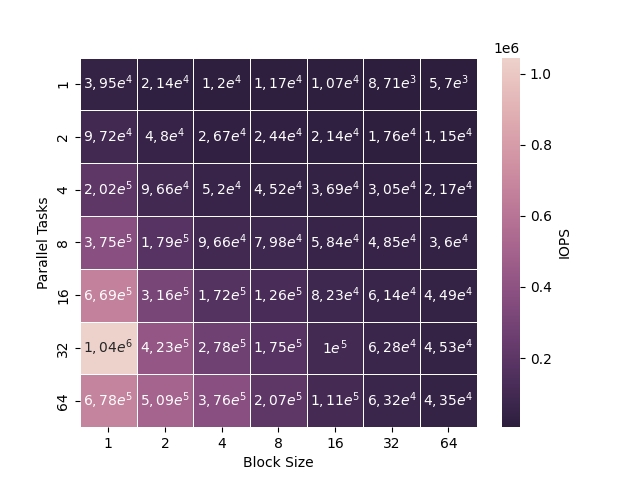 1e6
1 3,95e⁴ 2,14e⁴ 1,2e⁴ 1,17e⁴ 1,07e⁴ 8,71e³ 5,7e³ 1.0
2 9,72e⁴ 4,8e⁴ 2,67e⁴ 2,44e⁴ 2,14e⁴ 1,76e⁴ 1,15e⁴ 0.8
4 2,02e⁵ 9,66e⁴ 5,2e⁴ 4,52e⁴ 3,69e⁴ 3,05e⁴ 2,17e⁴
Parallel Tasks
8 3,75e⁵ 1,79e⁵ 9,66e⁴ 7,98e⁴ 5,84e⁴ 4,85e⁴ 3,6e⁴ 0.6
IOPS
16 6,69e⁵ 3,16e⁵ 1,72e⁵ 1,26e⁵ 8,23e⁴ 6,14e⁴ 4,49e⁴ 0.4
32 1,04e⁶ 4,23e⁵ 2,78e⁵ 1,75e⁵ 1e⁵ 6,28e⁴ 4,53e⁴ 0.2
64 6,78e⁵ 5,09e⁵ 3,76e⁵ 2,07e⁵ 1,11e⁵ 6,32e⁴ 4,35e⁴
1 2 4 8 16 32 64
Block Size